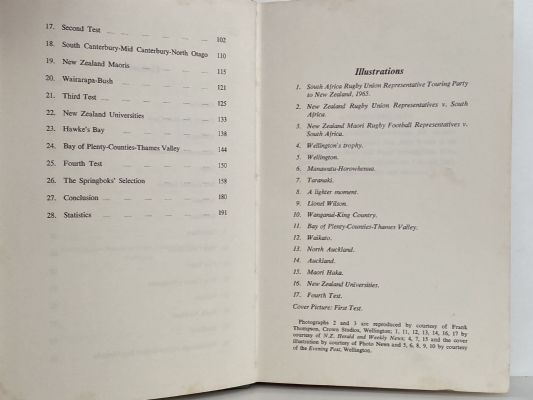 17. Second Test 102
18. South Canterbury-Mid Canterbury-North Otago 110
19. New Zealand Maoris 115
20. Wairarapa-Bush 121
21. Third Test 125
22. New Zealand Universities 133
23. Hawke's Bay 138
24. Bay of Plenty-Counties-Thames Valley 144
25. Fourth Test 150
26. The Springboks' Selection 158
27. Conclusion 180
28. Statistics 191
Illustrations
1. South Africa Rugby Union Representative Touring Party
to New Zealand, 1965.
2. New Zealand Rugby Union Representatives v. South
Africa.
3. New Zealand Maori Rugby Football Representatives v.
South Africa.
4. Wellington's trophy.
5. Wellington.
6. Manawatu-Horowhenua.
7. Taranaki.
8. A lighter moment.
9. Lionel Wilson.
10. Wanganui-King Country.
11. Bay of Plenty-Counties-Thames Valley.
12. Waikato.
13. North Auckland.
14. Auckland.
15. Maori Haka.
16. New Zealand Universities.
17. Fourth Test.
Cover Picture: First Test.
Photographs 2 and 3 are reproduced by courtesy of Frank
Thompson, Crown Studios, Wellington; 1, 11, 12, 13, 14, 16, 17 by
courtesy of N.Z. Herald and Weekly News; 4, 7, 15 and the cover
illustration by courtesy of Photo News and 5, 6, 8, 9, 10 by courtesy
of the Evening Post, Wellington.